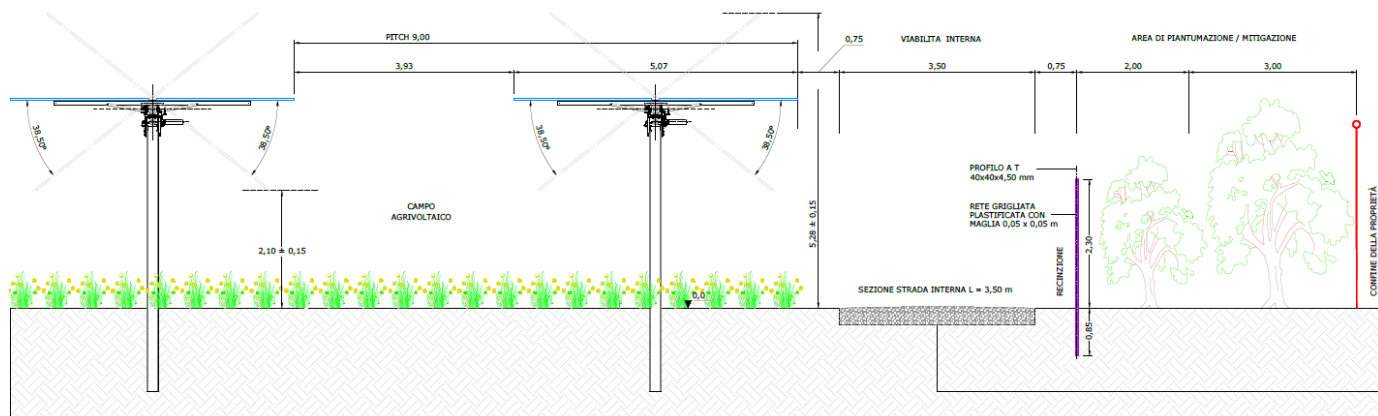 PITCH 9,00
0,75
VIABILITA INTERNA
AREA DI PIANTUMAZIONE / MITIGAZIONE
3,93
5,07
3,50
0,75
2,00
3,00
38,50°
38,50°
38,50°
38,50°
PROFILO A T
40x40x4,50 mm
CAMPO
AGRIVOLTAICO
RETE GRIGLIATA
PLASTIFICATA CON
MAGLIA 0,05 x 0,05 m
2,10 ± 0,15
5,28 ± 0,15
2,30
RECINZIONE
CONFINE DELLA PROPRIETÀ
0,0
SEZIONE STRADA INTERNA L = 3,50 m
0,85